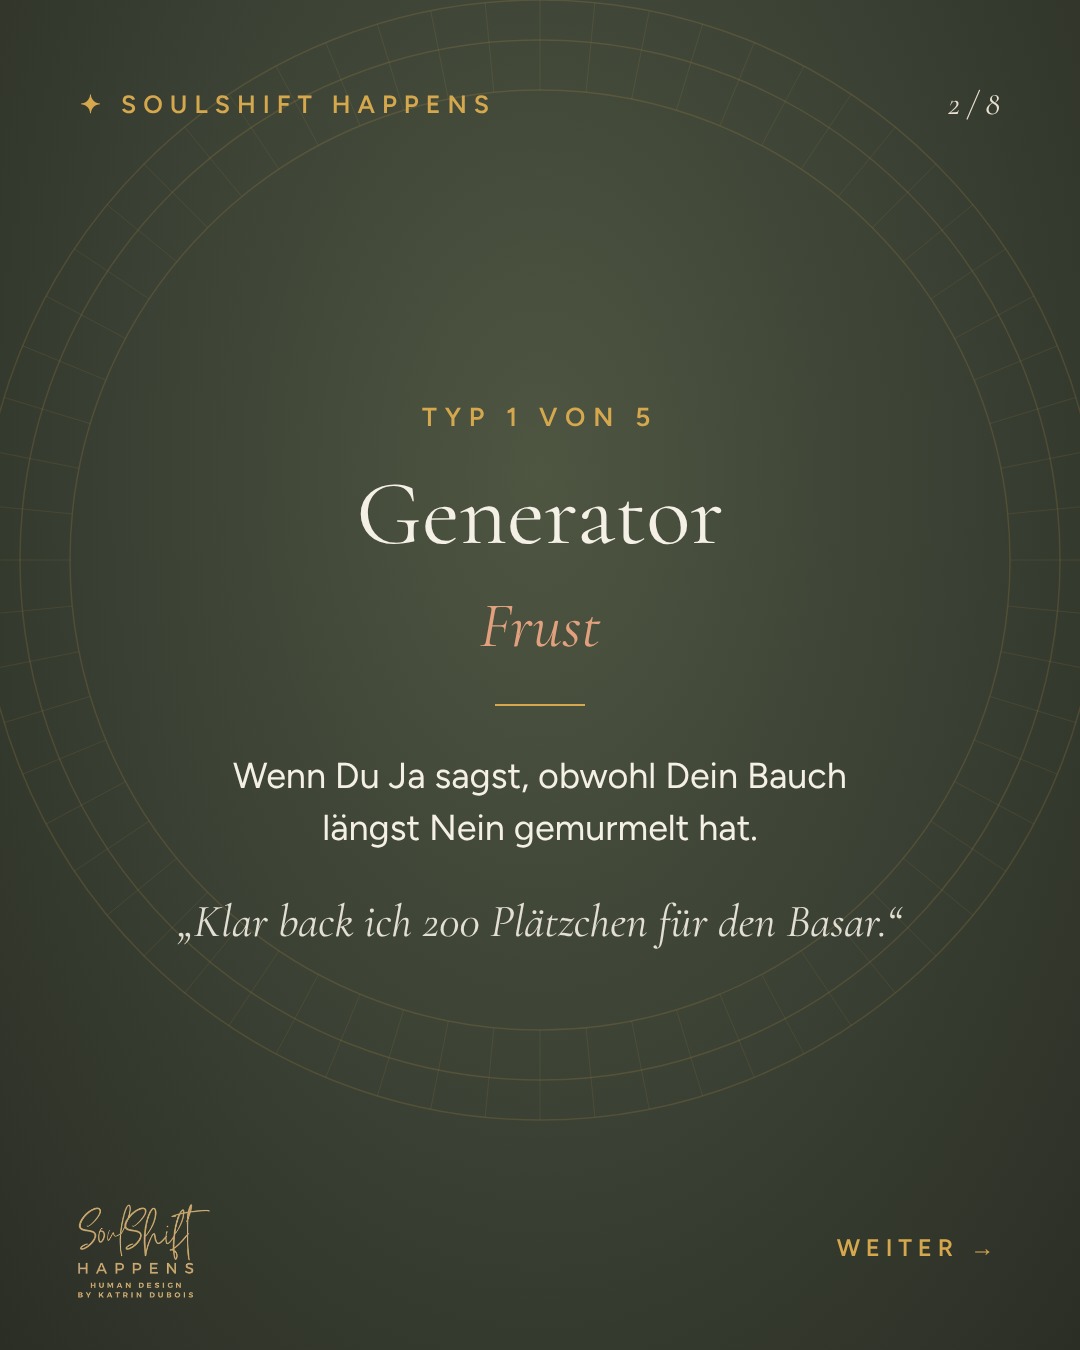 ✦ SOULSHIFT HAPPENS
2 / 8
TYP 1 VON 5
Generator
Frust
Wenn Du Ja sagst, obwohl Dein Bauch
längst Nein gemurmelt hat.
„Klar back ich 200 Plätzchen für den Basar.“
SoulShift
HAPPENS
HUMAN DESIGN
BY KATRIN DUBOIS
WEITER →